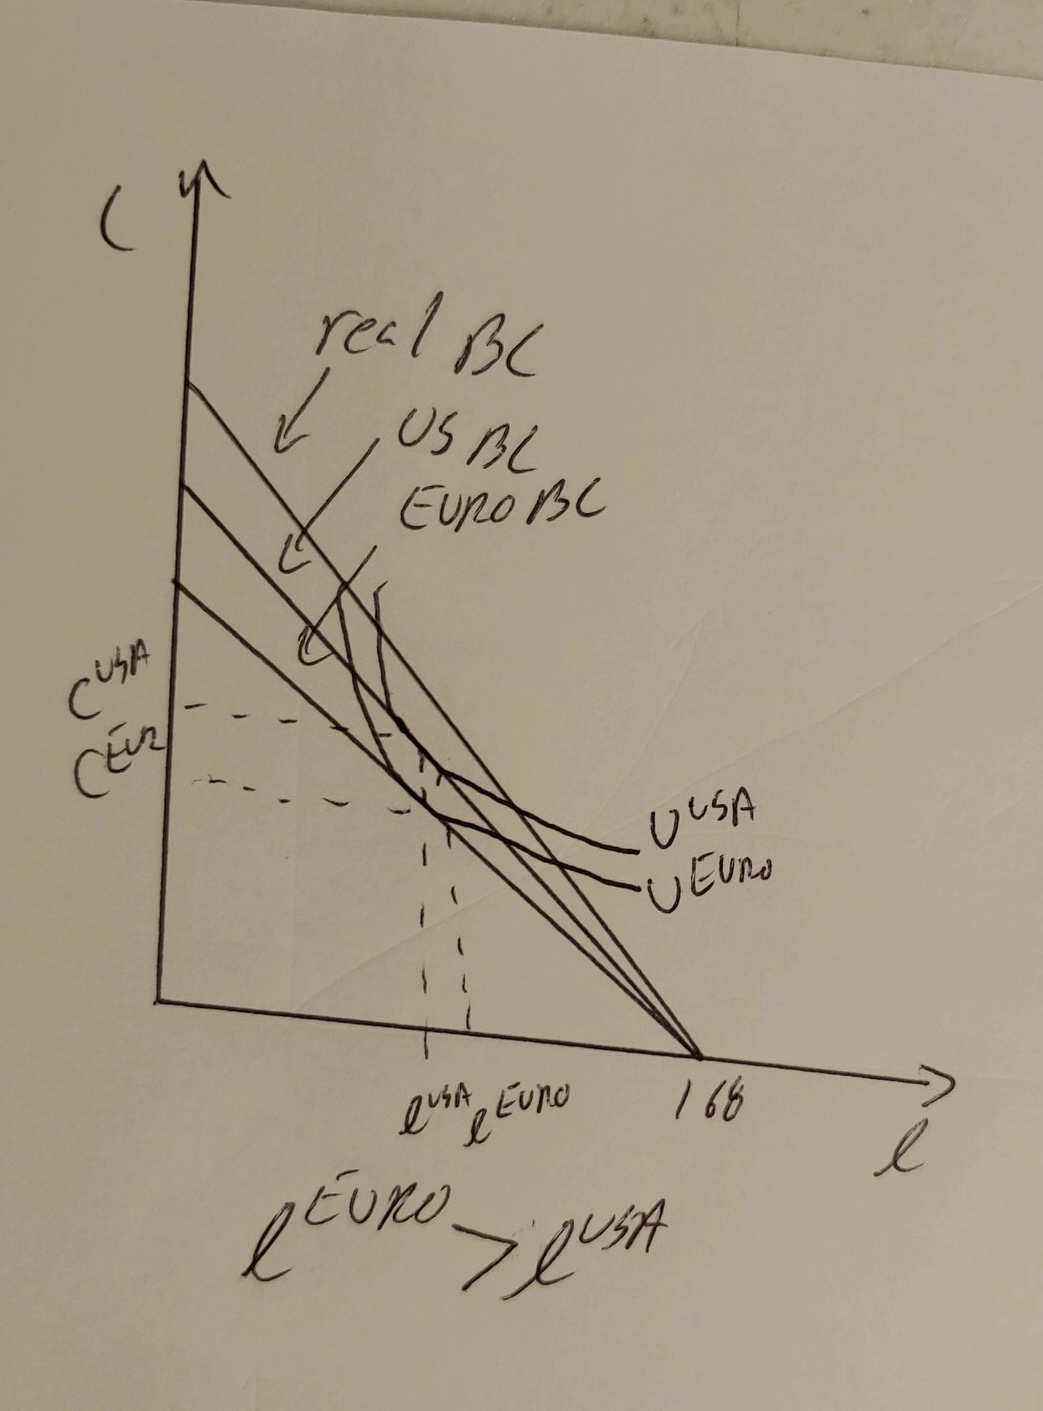 C
real BC
US BC
EURO BC
C^USA
C^EUR
U^USA
U^EURO
l^USA l^EURO
168
l
l^EURO > l^USA